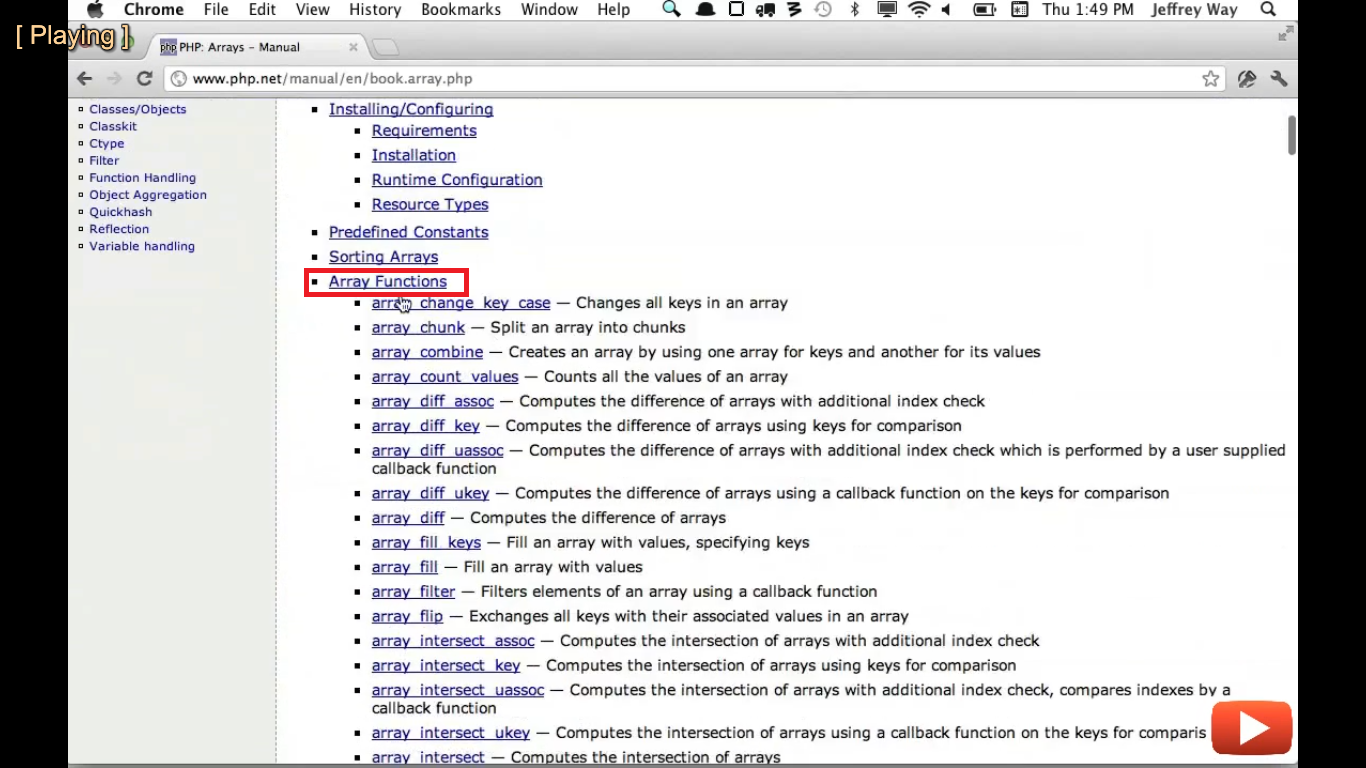 Chrome File Edit View History Bookmarks Window Help Thu 1:49 PM Jeffrey Way
[ Playing ]
php PHP: Arrays – Manual
www.php.net/manual/en/book.array.php
Classes/Objects
Classkit
Ctype
Filter
Function Handling
Object Aggregation
Quickhash
Reflection
Variable handling
Installing/Configuring
Requirements
Installation
Runtime Configuration
Resource Types
Predefined Constants
Sorting Arrays
Array Functions
array_change_key_case — Changes all keys in an array
array_chunk — Split an array into chunks
array_combine — Creates an array by using one array for keys and another for its values
array_count_values — Counts all the values of an array
array_diff_assoc — Computes the difference of arrays with additional index check
array_diff_key — Computes the difference of arrays using keys for comparison
array_diff_uassoc — Computes the difference of arrays with additional index check which is performed by a user supplied
callback function
array_diff_ukey — Computes the difference of arrays using a callback function on the keys for comparison
array_diff — Computes the difference of arrays
array_fill_keys — Fill an array with values, specifying keys
array_fill — Fill an array with values
array_filter — Filters elements of an array using a callback function
array_flip — Exchanges all keys with their associated values in an array
array_intersect_assoc — Computes the intersection of arrays with additional index check
array_intersect_key — Computes the intersection of arrays using keys for comparison
array_intersect_uassoc — Computes the intersection of arrays with additional index check, compares indexes by a
callback function
array_intersect_ukey — Computes the intersection of arrays using a callback function on the keys for comparis
array_intersect — Computes the intersection of arrays